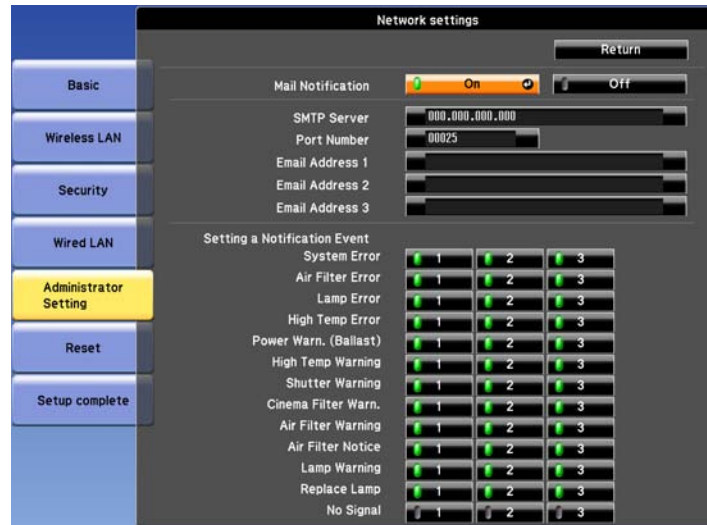 Network settings
Return
Basic
Wireless LAN
Security
Wired LAN
Administrator
Setting
Reset
Setup complete
Mail Notification On Off
SMTP Server 000.000.000.000
Port Number 00025
Email Address 1
Email Address 2
Email Address 3
Setting a Notification Event
System Error 1 2 3
Air Filter Error 1 2 3
Lamp Error 1 2 3
High Temp Error 1 2 3
Power Warn. (Ballast) 1 2 3
High Temp Warning 1 2 3
Shutter Warning 1 2 3
Cinema Filter Warn. 1 2 3
Air Filter Warning 1 2 3
Air Filter Notice 1 2 3
Lamp Warning 1 2 3
Replace Lamp 1 2 3
No Signal 1 2 3